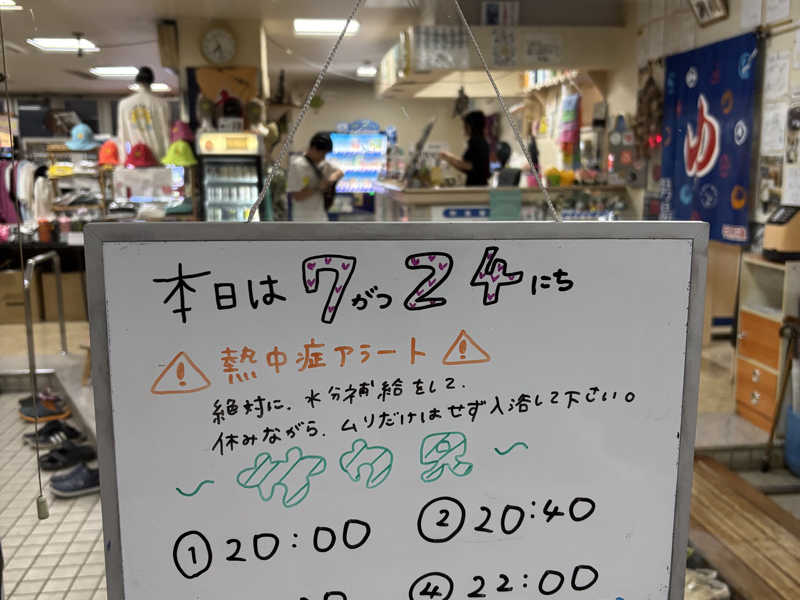 ゆ
本日は7がつ24にち
熱中症アラート
絶対に、水分補給をして、
休みながら、ムリだけはせず入浴して下さい。
①20:00 ②20:40
④22:00